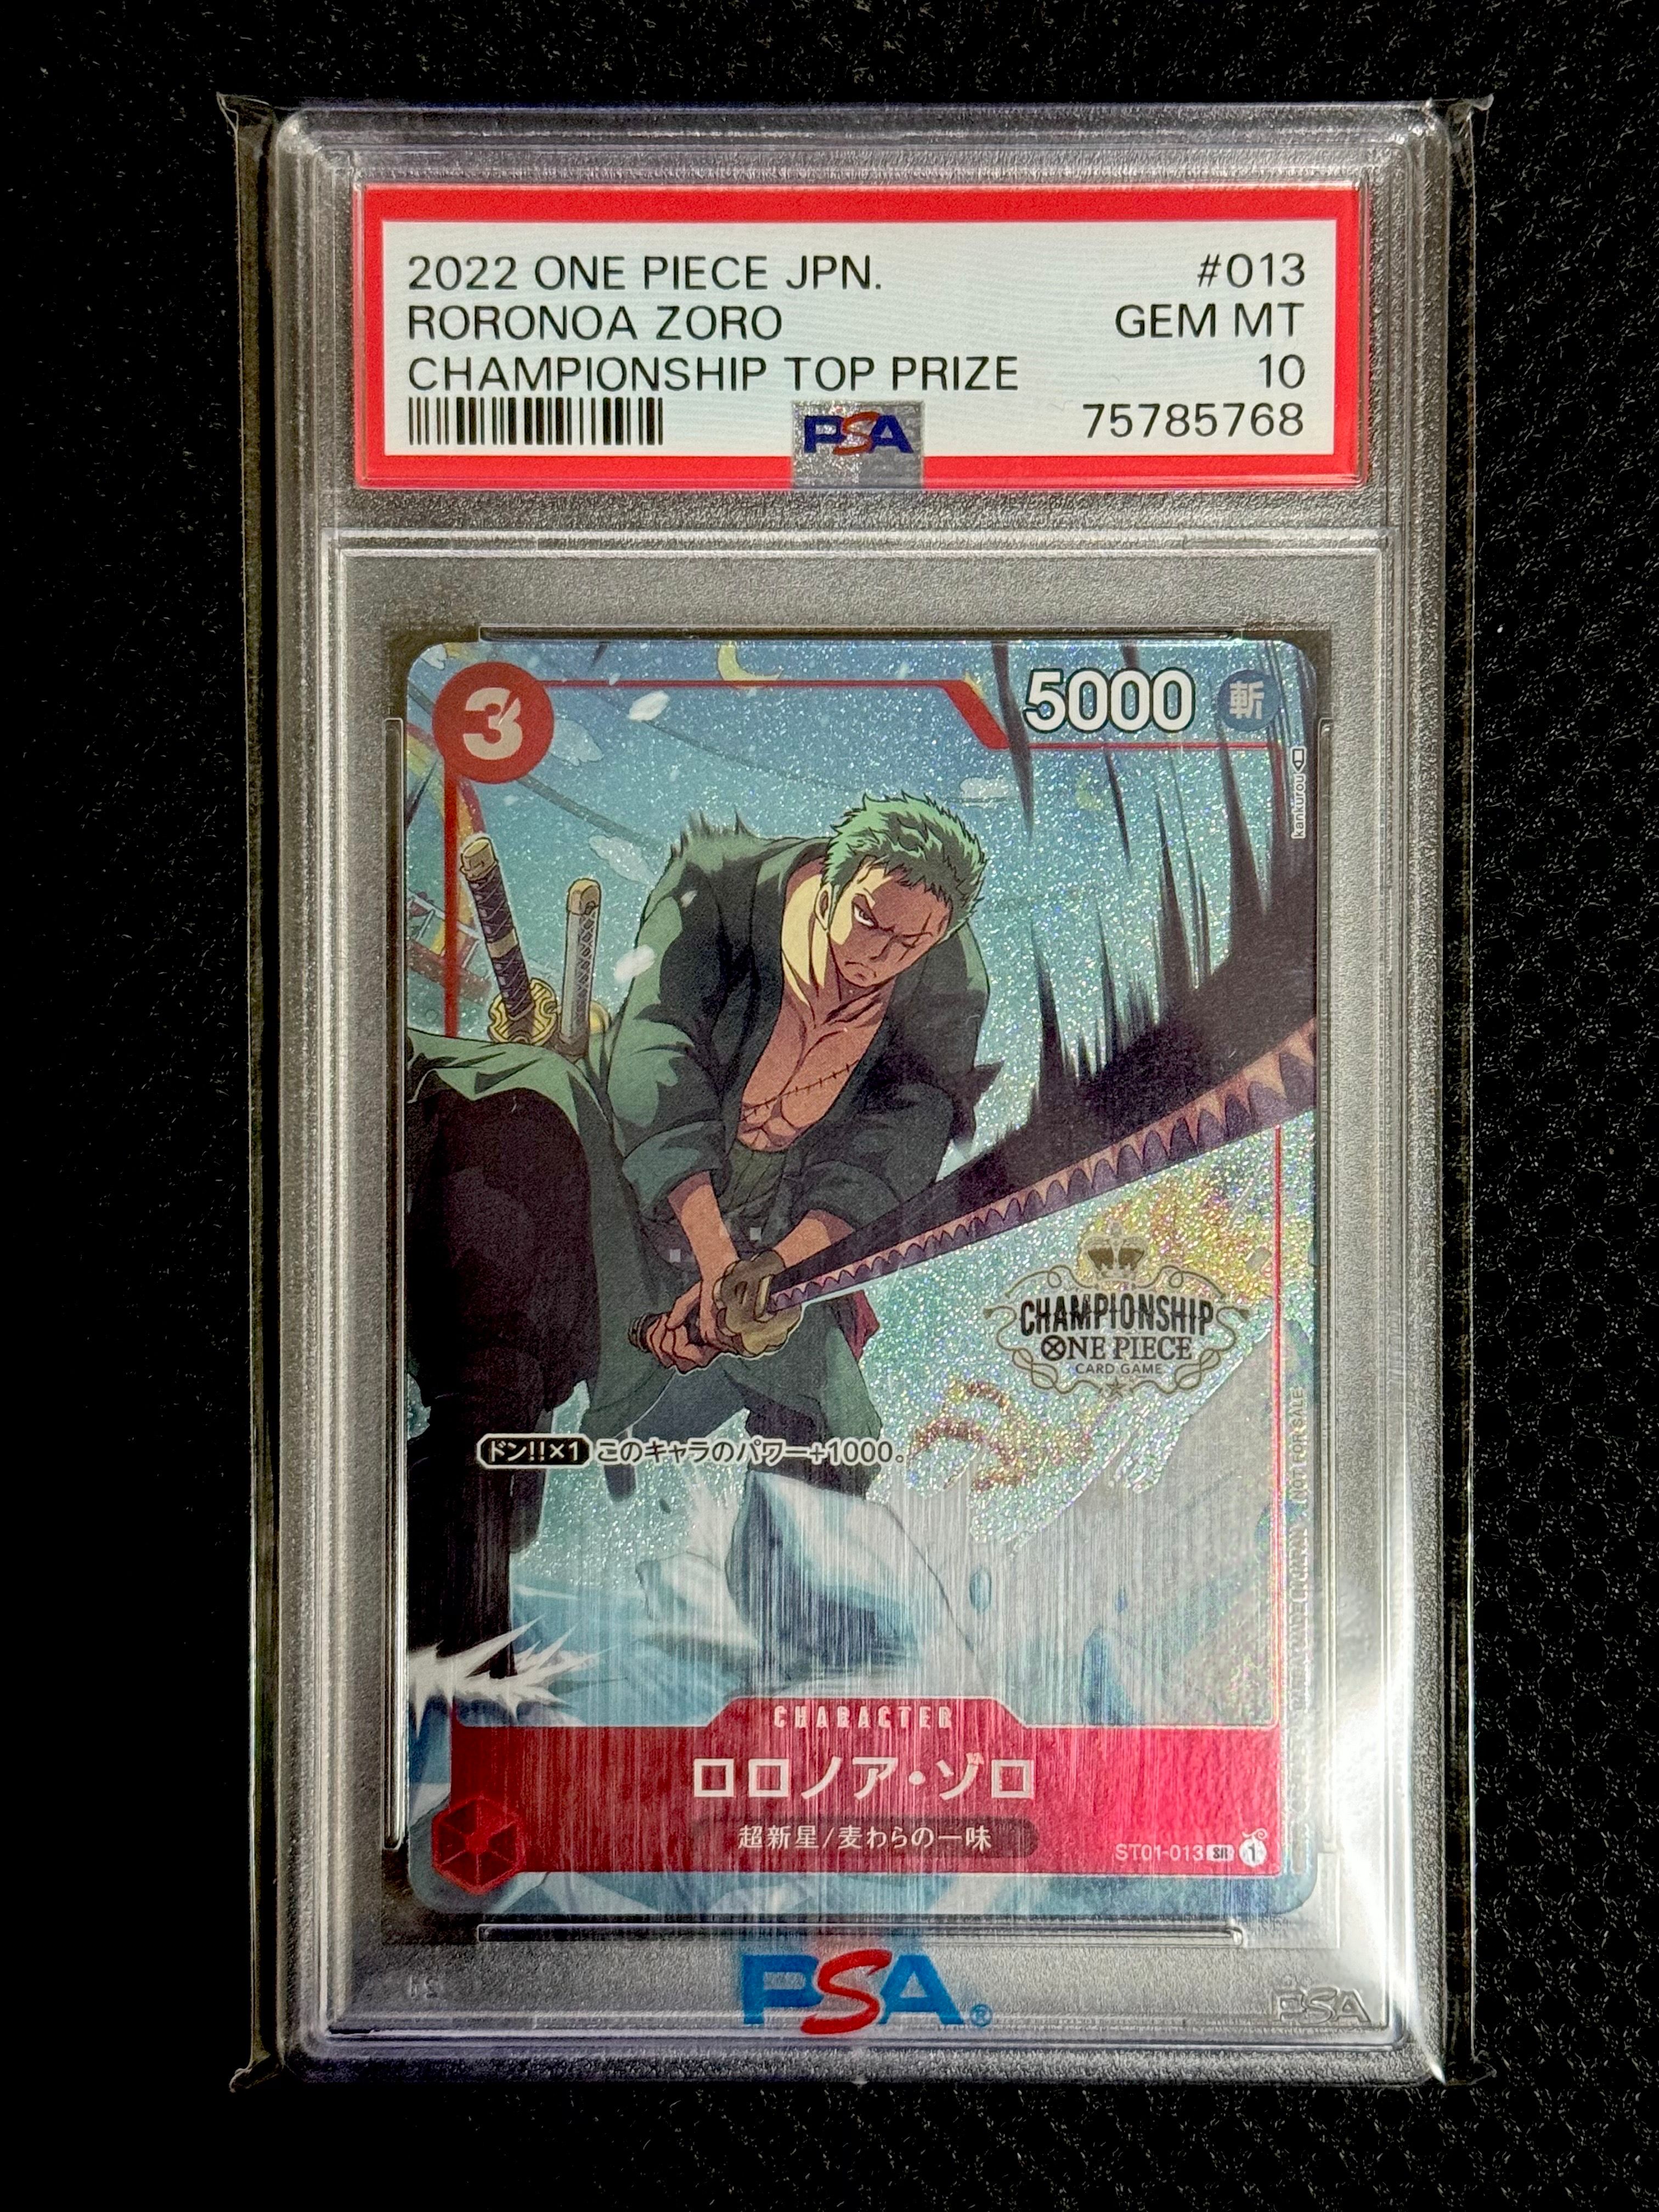 2022 ONE PIECE JPN. #013
RORONOA ZORO GEM MT
CHAMPIONSHIP TOP PRIZE 10
PSA 75785768
3 5000 斬
kankurou
CHAMPIONSHIP
ONE PIECE
CARD GAME
ドン!!×1 このキャラのパワー+1000。
NOT FOR SALE
CHARACTER
ロロノア・ゾロ
超新星/麦わらの一味
ST01-013 SR 1
PSA®
PSA